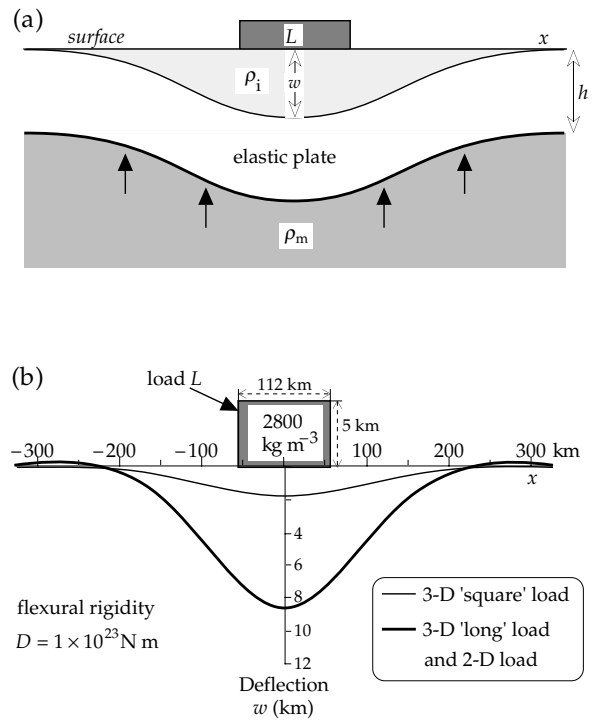 (a)
surface
L
x
ρi
w
h
elastic plate
ρm
(b)
load L
112 km
2800
kg m−3
5 km
−300 −200 −100 100 200 300 km
x
2
4
6
8
10
12
flexural rigidity
D = 1 × 10²³ N m
Deflection
w (km)
3-D 'square' load
3-D 'long' load
and 2-D load